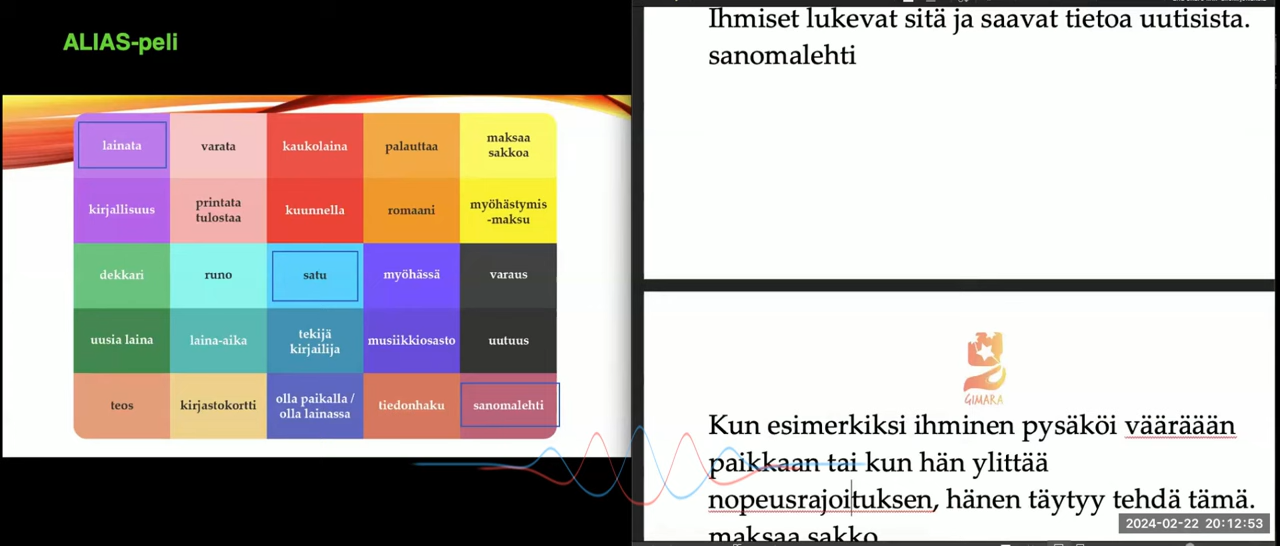 ALIAS-peli
lainata
varata
kaukolaina
palauttaa
maksaa
sakkoa
kirjallisuus
printata
tulostaa
kuunnella
romaani
myöhästymis
-maksu
dekkari
runo
satu
myöhässä
varaus
uusia laina
laina-aika
tekijä
kirjailija
musiikkiosasto
uutuus
teos
kirjastokortti
olla paikalla /
olla lainassa
tiedonhaku
sanomalehti
Ihmiset lukevat sitä ja saavat tietoa uutisista.
sanomalehti
GIMARA
Kun esimerkiksi ihminen pysäköi vääräään
paikkaan tai kun hän ylittää
nopeusrajoituksen, hänen täytyy tehdä tämä.
maksaa sakko
2024-02-22 20:12:53